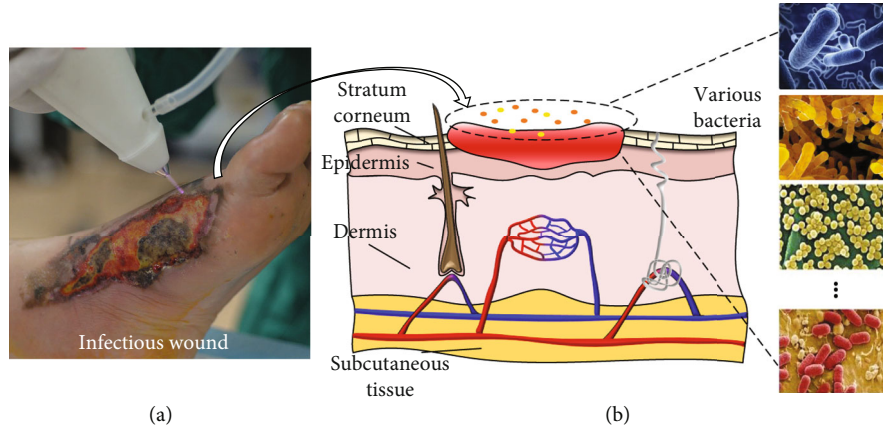 Stratum
corneum
Epidermis
Dermis
Various
bacteria
Infectious wound
Subcutaneous
tissue
(a)
(b)